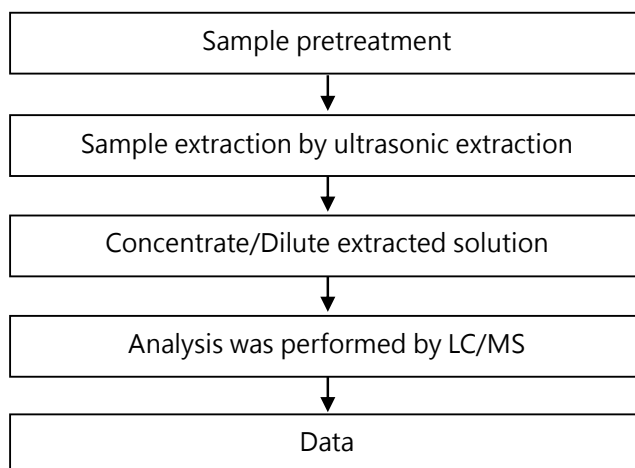 Sample pretreatment
Sample extraction by ultrasonic extraction
Concentrate/Dilute extracted solution
Analysis was performed by LC/MS
Data